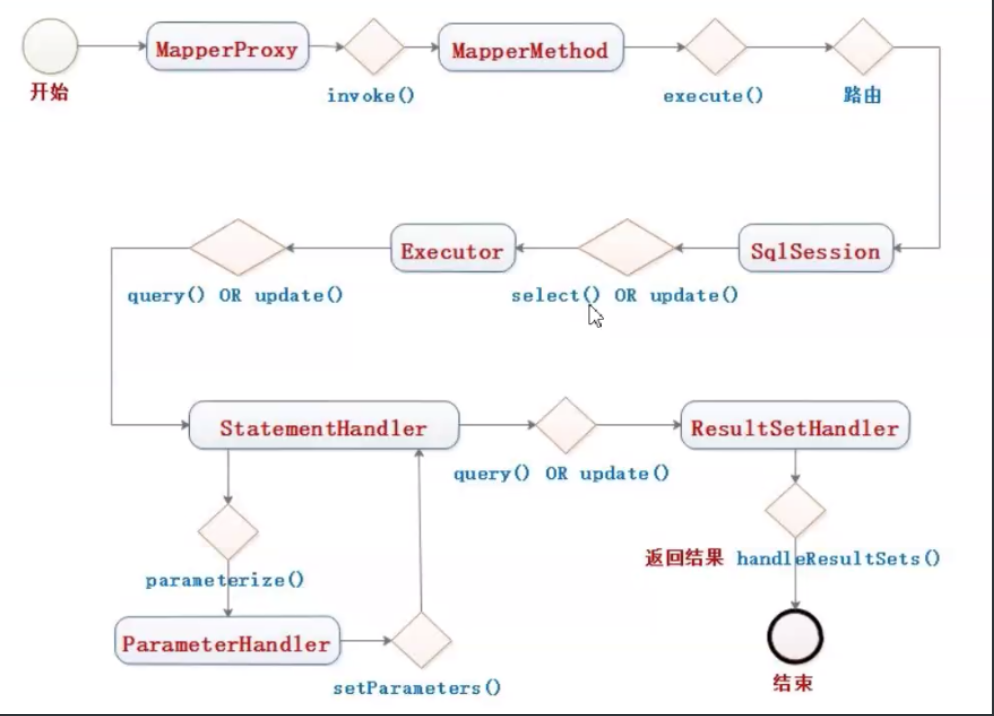 MapperProxy
MapperMethod
开始
invoke()
execute()
路由
Executor
SqlSession
query() OR update()
select() OR update()
StatementHandler
ResultSetHandler
query() OR update()
返回结果 handleResultSets()
parameterize()
ParameterHandler
setParameters()
结束